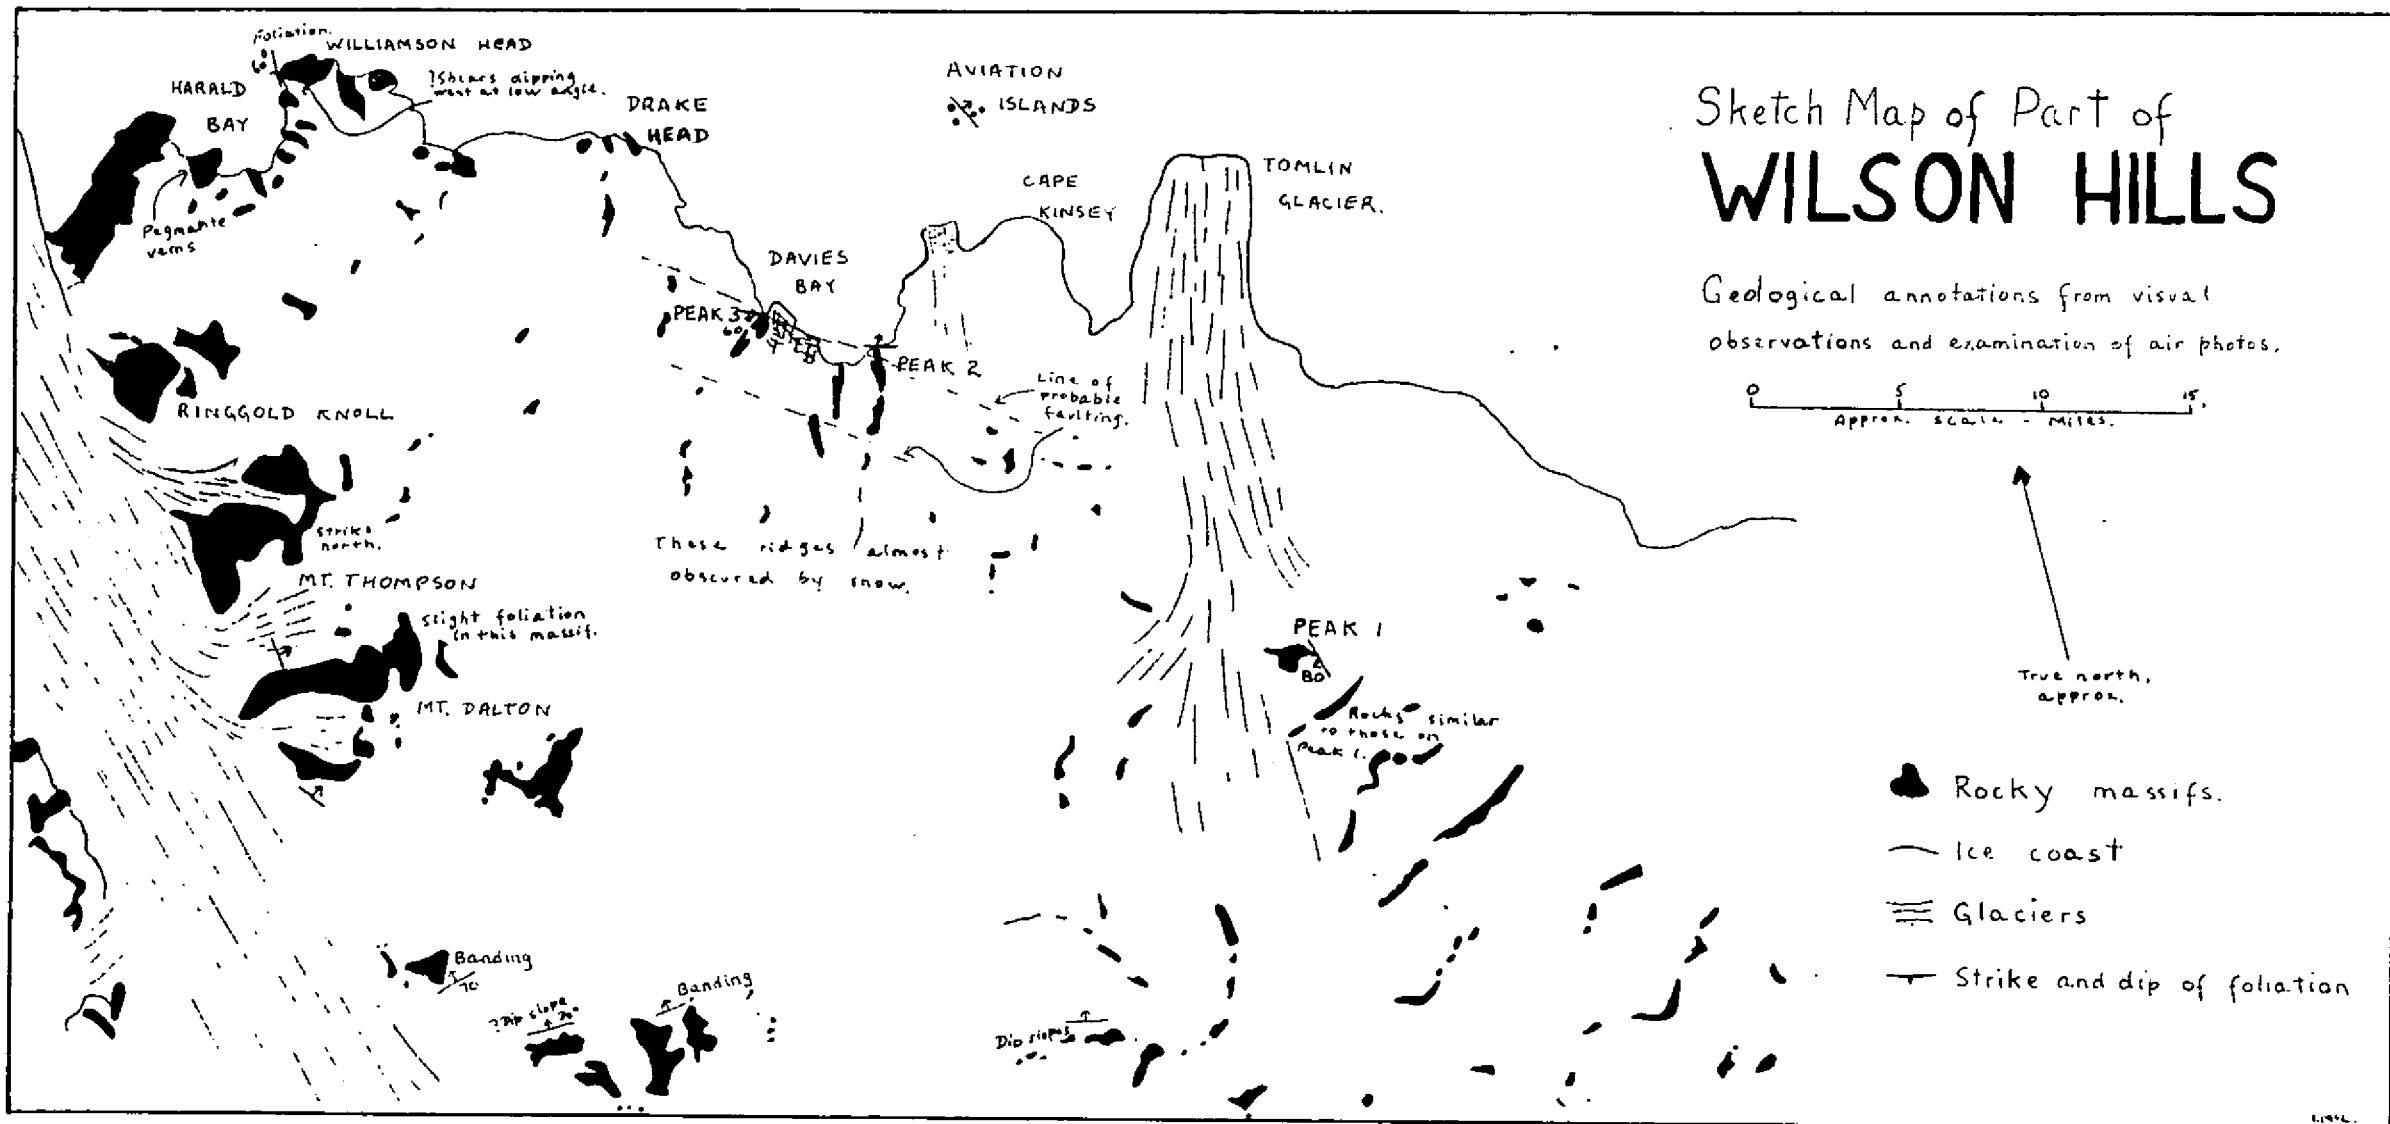 Sketch Map of Part of
WILSON HILLS
Geological annotations from visual
observations and examination of air photos.
0 5 10 15.
Approx. scale - Miles.
True north,
approx.
Rocky massifs.
Ice coast
Glaciers
Strike and dip of foliation
Foliation.
60
WILLIAMSON HEAD
?Shears dipping
west at low angle.
HARALD
BAY
Pegmatite
veins
DRAKE
HEAD
AVIATION
ISLANDS
CAPE
KINSEY
TOMLIN
GLACIER.
DAVIES
BAY
PEAK 3
60
PEAK 2
Line of
probable
faulting.
RINGGOLD KNOLL
Strike
north.
These ridges almost
obscured by snow.
MT. THOMPSON
Slight foliation
in this massif.
MT. DALTON
PEAK 1
80
Rocks similar
to those on
Peak 1.
Banding
70
?Dip slope
Banding
Dip slopes